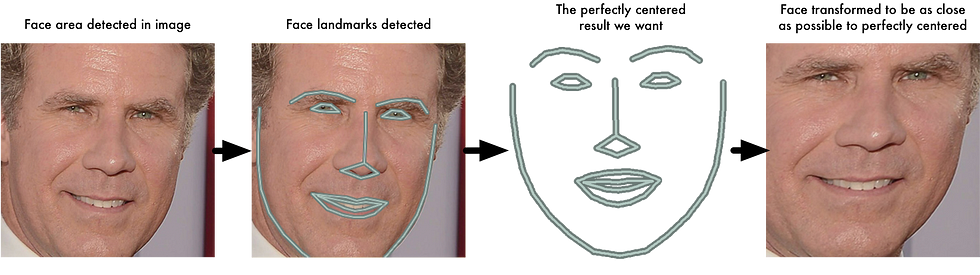 Face area detected in image
Face landmarks detected
The perfectly centered
result we want
Face transformed to be as close
as possible to perfectly centered